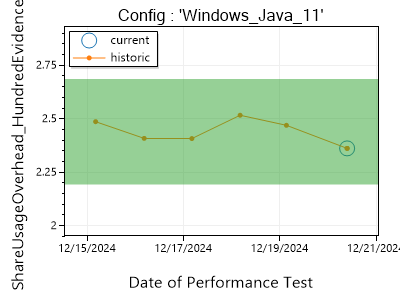 Config : 'Windows_Java_11'
current
historic
ShareUsageOverhead_HundredEvidence
2.75
2.5
2.25
2
12/15/2024
12/17/2024
12/19/2024
12/21/2024
Date of Performance Test